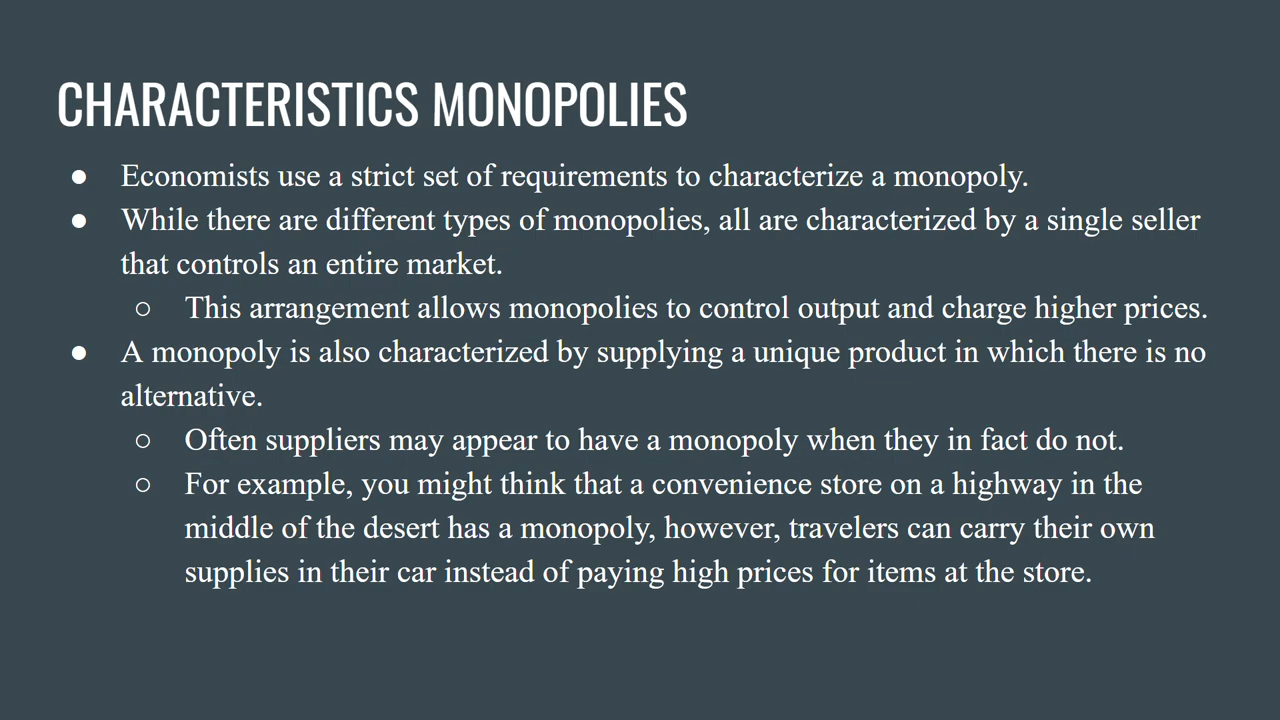 CHARACTERISTICS MONOPOLIES
● Economists use a strict set of requirements to characterize a monopoly.
● While there are different types of monopolies, all are characterized by a single seller
that controls an entire market.
○ This arrangement allows monopolies to control output and charge higher prices.
● A monopoly is also characterized by supplying a unique product in which there is no
alternative.
○ Often suppliers may appear to have a monopoly when they in fact do not.
○ For example, you might think that a convenience store on a highway in the
middle of the desert has a monopoly, however, travelers can carry their own
supplies in their car instead of paying high prices for items at the store.